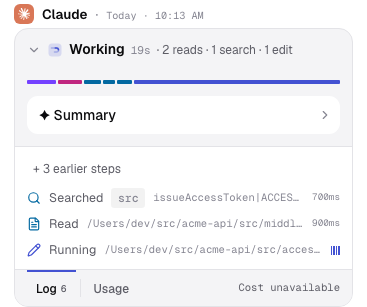 Claude · Today · 10:13 AM
Working 19s · 2 reads · 1 search · 1 edit
Summary
+ 3 earlier steps
Searched src issueAccessToken|ACCES… 700ms
Read /Users/dev/src/acme-api/src/middl… 900ms
Running /Users/dev/src/acme-api/src/acces…
Log 6 Usage Cost unavailable